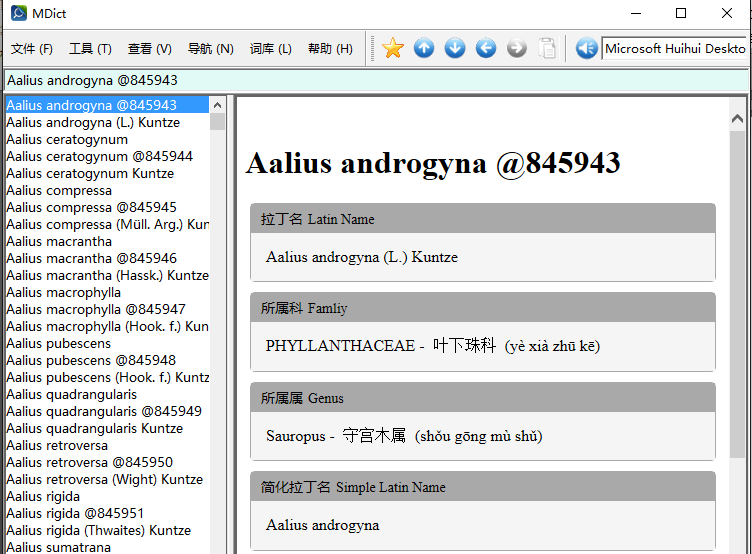 MDict
文件 (F) 工具 (T) 查看 (V) 导航 (N) 词库 (L) 帮助 (H) Microsoft Huihui Deskto
Aalius androgyna @845943
Aalius androgyna @845943
Aalius androgyna (L.) Kuntze
Aalius ceratogynum
Aalius ceratogynum @845944
Aalius ceratogynum Kuntze
Aalius compressa
Aalius compressa @845945
Aalius compressa (Müll. Arg.) Kun
Aalius macrantha
Aalius macrantha @845946
Aalius macrantha (Hassk.) Kuntze
Aalius macrophylla
Aalius macrophylla @845947
Aalius macrophylla (Hook. f.) Kun
Aalius pubescens
Aalius pubescens @845948
Aalius pubescens (Hook. f.) Kuntz
Aalius quadrangularis
Aalius quadrangularis @845949
Aalius quadrangularis Kuntze
Aalius retroversa
Aalius retroversa @845950
Aalius retroversa (Wight) Kuntze
Aalius rigida
Aalius rigida @845951
Aalius rigida (Thwaites) Kuntze
Aalius sumatrana
Aalius androgyna @845943
拉丁名 Latin Name
Aalius androgyna (L.) Kuntze
所属科 Famliy
PHYLLANTHACEAE - 叶下珠科 (yè xià zhū kē)
所属属 Genus
Sauropus - 守宫木属 (shǒu gōng mù shǔ)
简化拉丁名 Simple Latin Name
Aalius androgyna